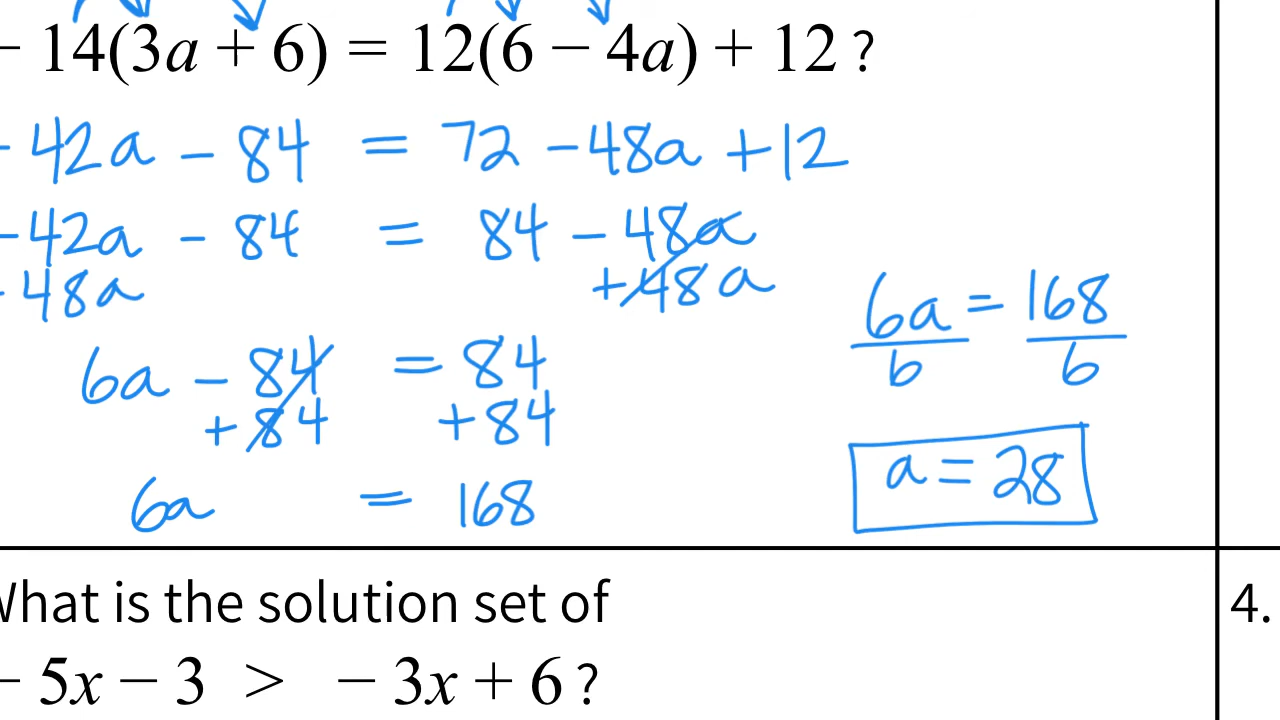 − 14(3a + 6) = 12(6 − 4a) + 12 ?
- 42a - 84 = 72 - 48a + 12
- 42a - 84 = 84 - 48a
48a +48a
6a - 84 = 84
+84 +84
6a = 168
6a = 168
6 6
a = 28
What is the solution set of
− 5x − 3 > − 3x + 6 ?
4.